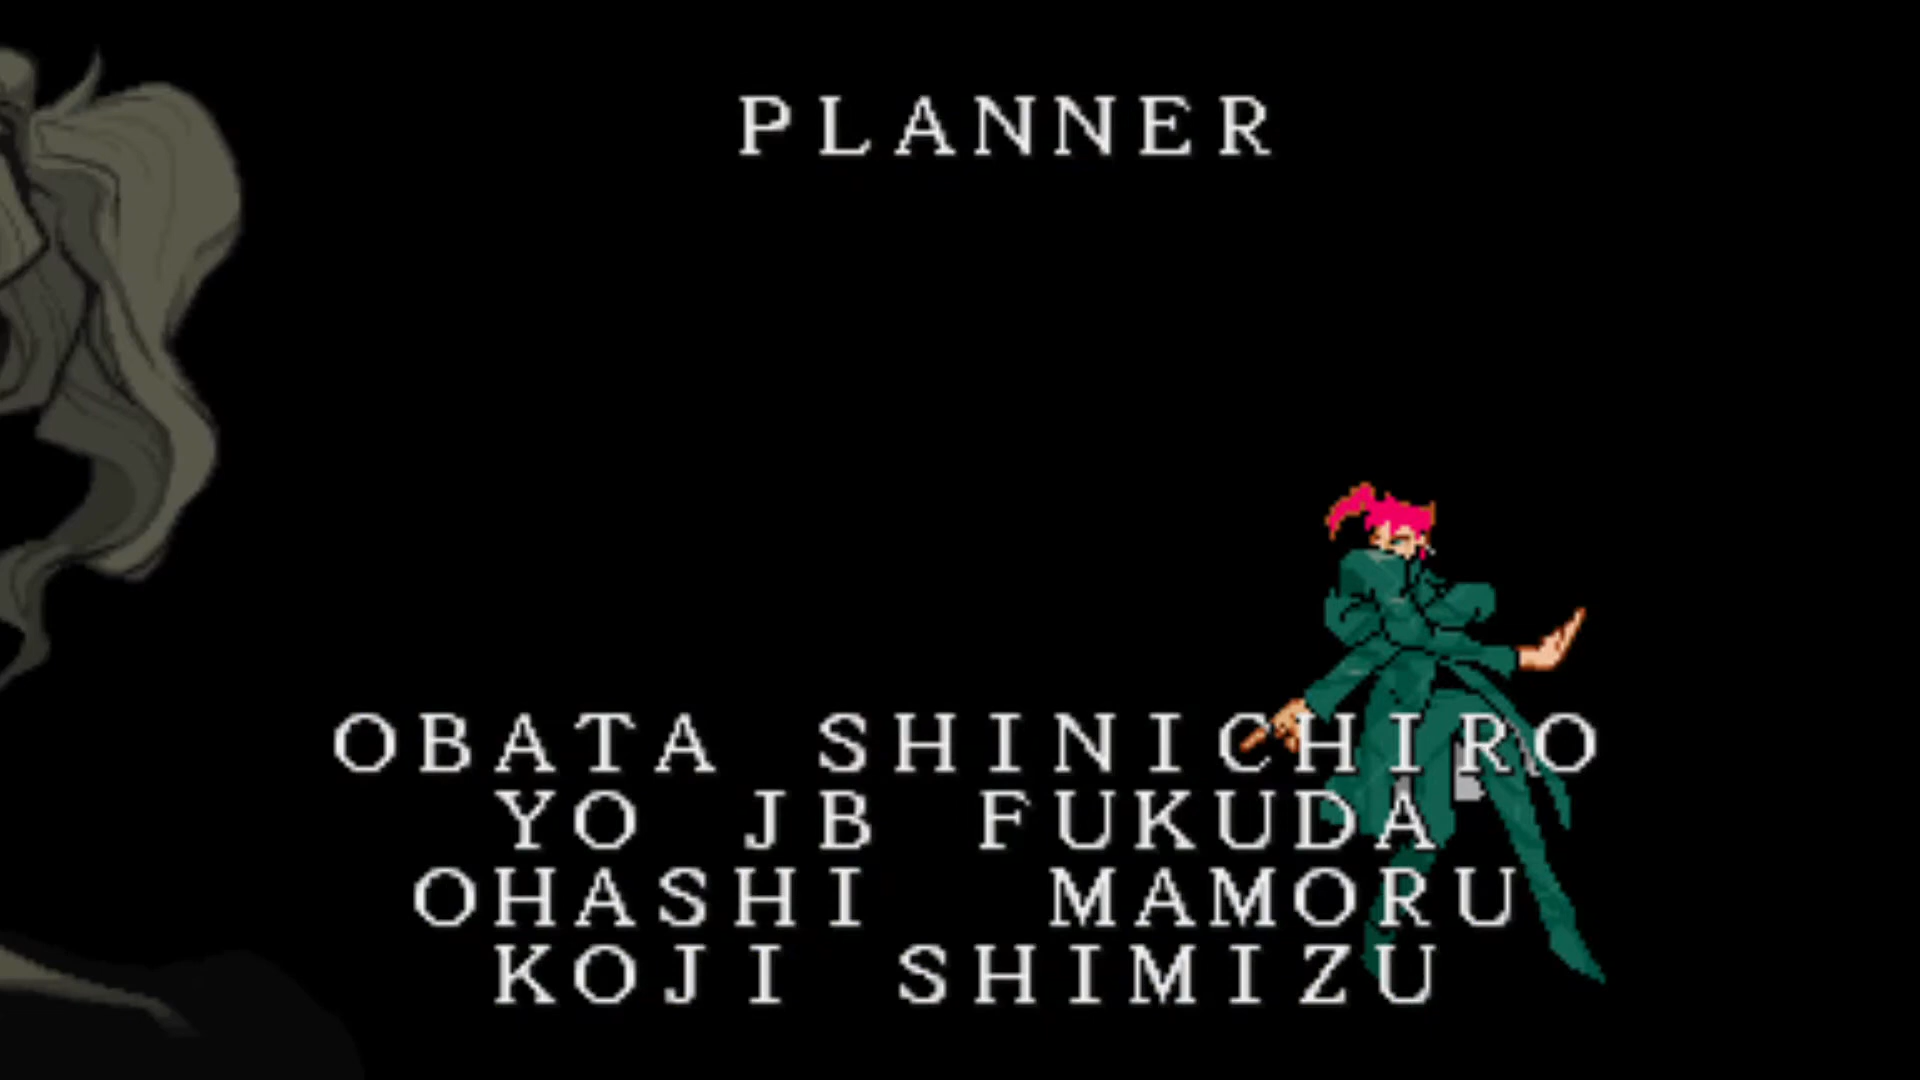 PLANNER
OBATA SHINICHIRO
YO JB FUKUDA
OHASHI MAMORU
KOJI SHIMIZU